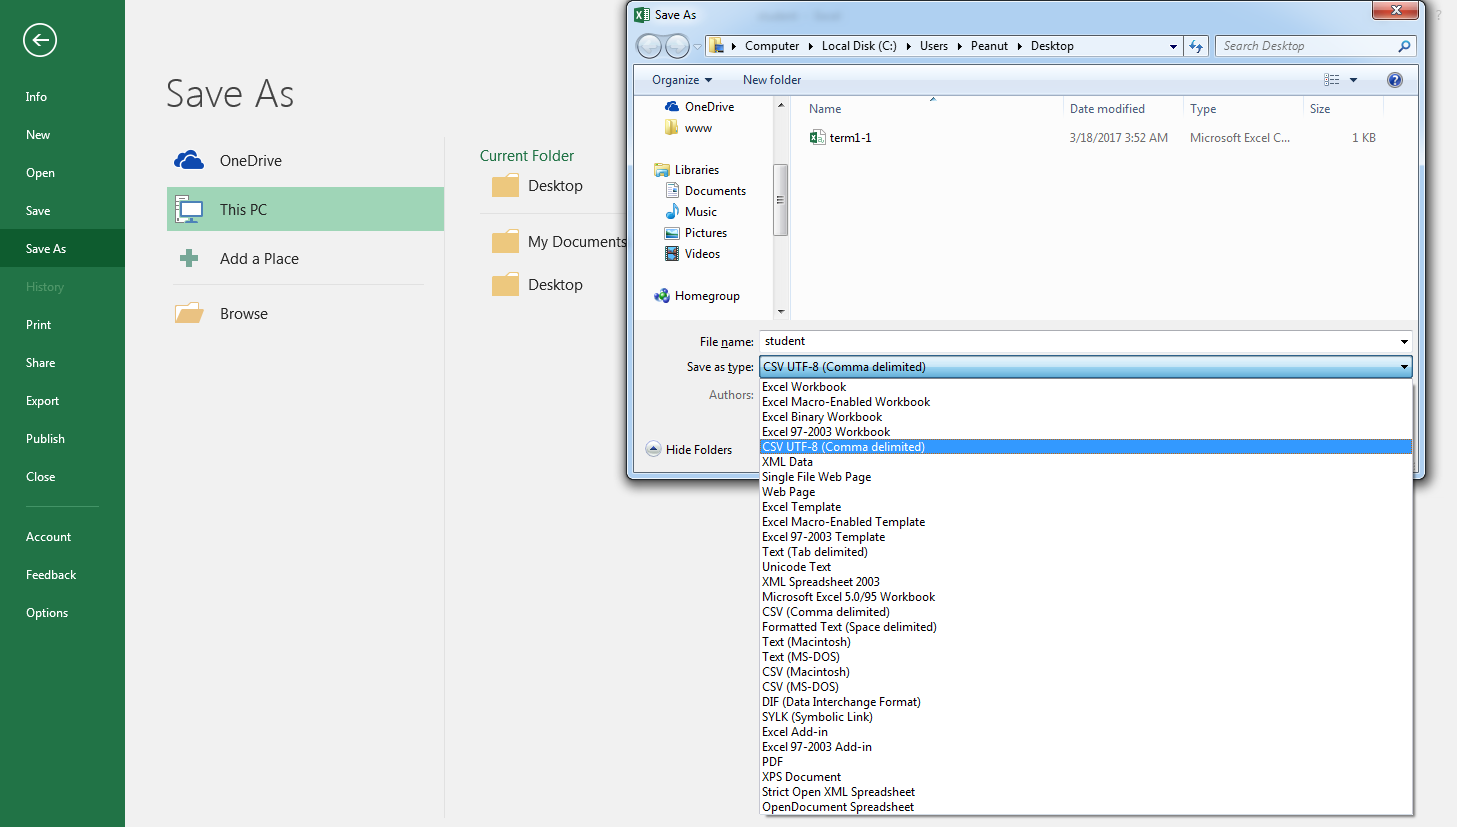 Info
New
Open
Save
Save As
History
Print
Share
Export
Publish
Close
Account
Feedback
Options
Save As
OneDrive
This PC
Add a Place
Browse
Current Folder
Desktop
My Documents
Desktop
Save As
Computer Local Disk (C:) Users Peanut Desktop
Search Desktop
Organize New folder
OneDrive
www
Libraries
Documents
Music
Pictures
Videos
Homegroup
Name Date modified Type Size
term1-1 3/18/2017 3:52 AM Microsoft Excel C... 1 KB
File name: student
Save as type: CSV UTF-8 (Comma delimited)
Authors:
Hide Folders
Excel Workbook
Excel Macro-Enabled Workbook
Excel Binary Workbook
Excel 97-2003 Workbook
CSV UTF-8 (Comma delimited)
XML Data
Single File Web Page
Web Page
Excel Template
Excel Macro-Enabled Template
Excel 97-2003 Template
Text (Tab delimited)
Unicode Text
XML Spreadsheet 2003
Microsoft Excel 5.0/95 Workbook
CSV (Comma delimited)
Formatted Text (Space delimited)
Text (Macintosh)
Text (MS-DOS)
CSV (Macintosh)
CSV (MS-DOS)
DIF (Data Interchange Format)
SYLK (Symbolic Link)
Excel Add-in
Excel 97-2003 Add-in
PDF
XPS Document
Strict Open XML Spreadsheet
OpenDocument Spreadsheet